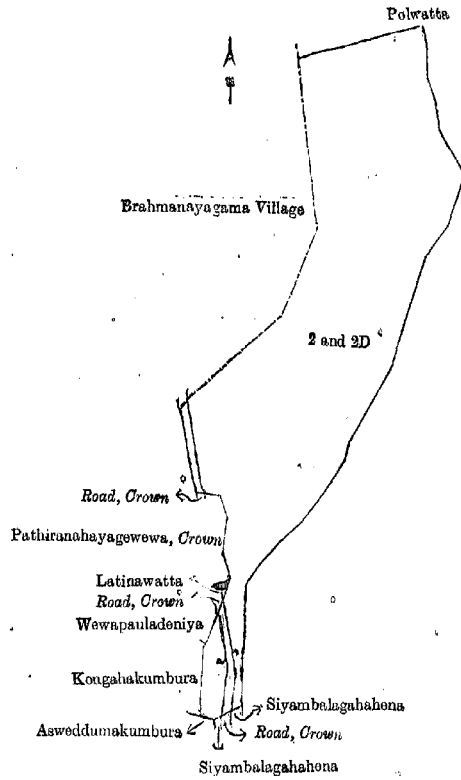 Polwatta
Brahmanayagama Village
2 and 2D
Road, Crown
Pathiranahayagewewa, Crown
Latinawatta
Road, Crown
Wewapauladeniya
Kongahakumbura
Siyambalagahahena
Asweddumakumbura
Road, Crown
Siyambalagahahena